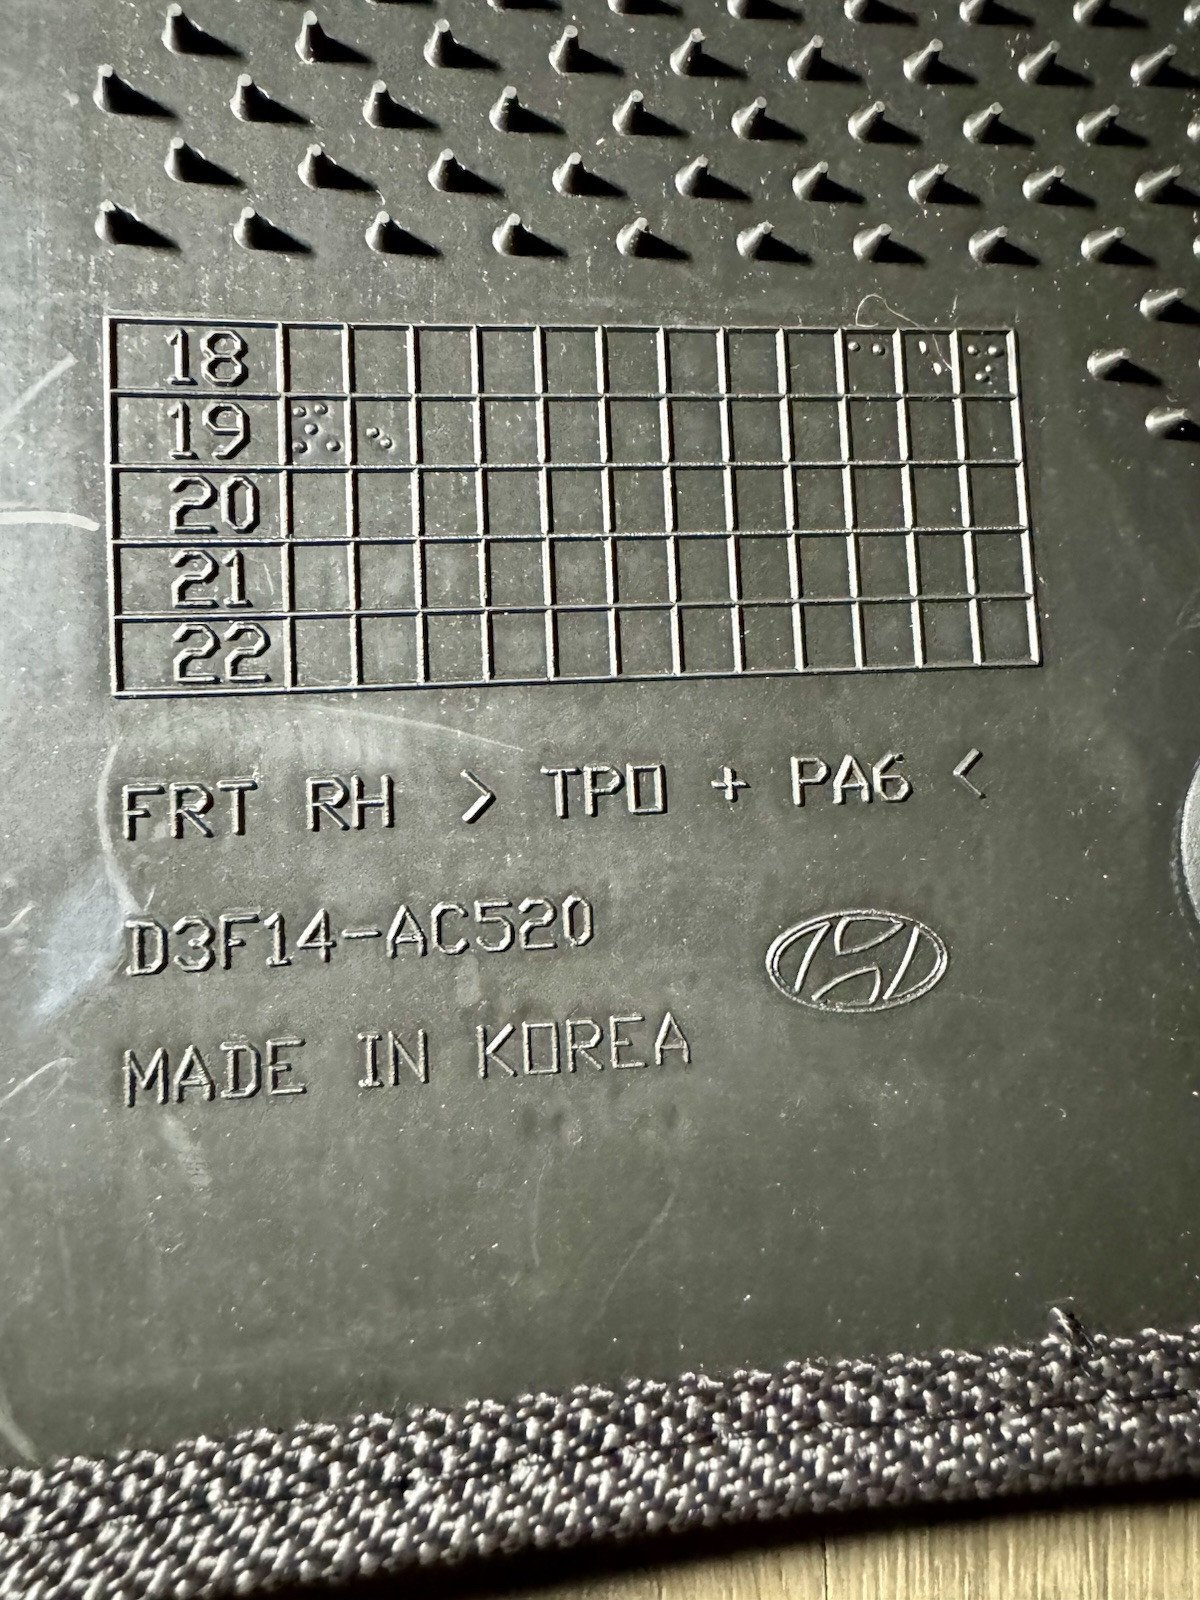 18
19
20
21
22
FRT RH > TPO + PA6 <
D3F14-AC520
MADE IN KOREA